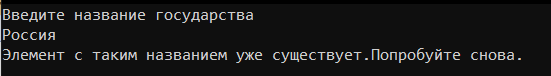 Введите название государства
Россия
Элемент с таким названием уже существует.Попробуйте снова.